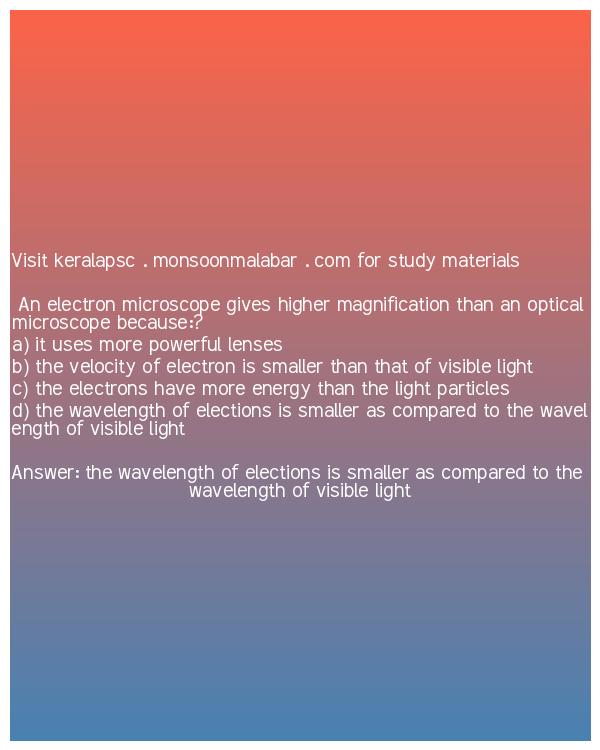 Visit keralapsc . monsoonmalabar . com for study materials
An electron microscope gives higher magnification than an optical
microscope because:?
a) it uses more powerful lenses
b) the velocity of electron is smaller than that of visible light
c) the electrons have more energy than the light particles
d) the wavelength of elections is smaller as compared to the wavel
ength of visible light
Answer: the wavelength of elections is smaller as compared to the
wavelength of visible light